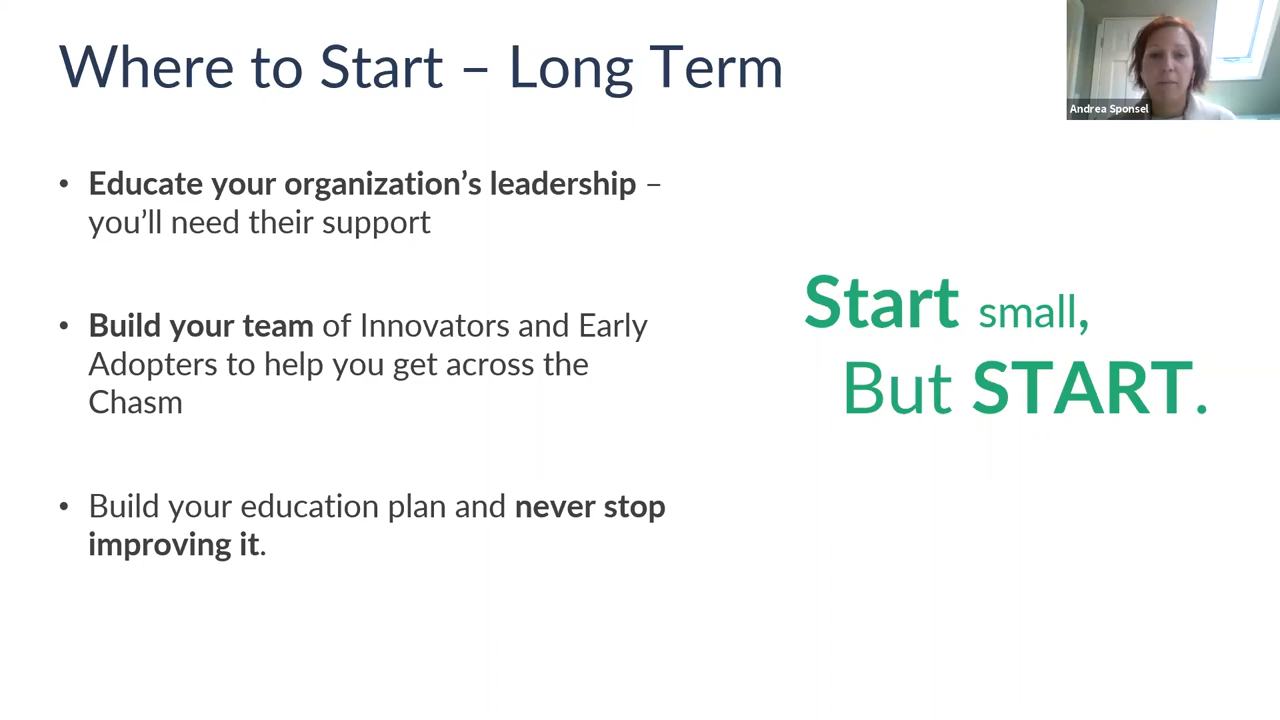 Where to Start – Long Term
Andrea Sponsel
• Educate your organization’s leadership –
you’ll need their support
• Build your team of Innovators and Early
Adopters to help you get across the
Chasm
• Build your education plan and never stop
improving it.
Start small,
But START.